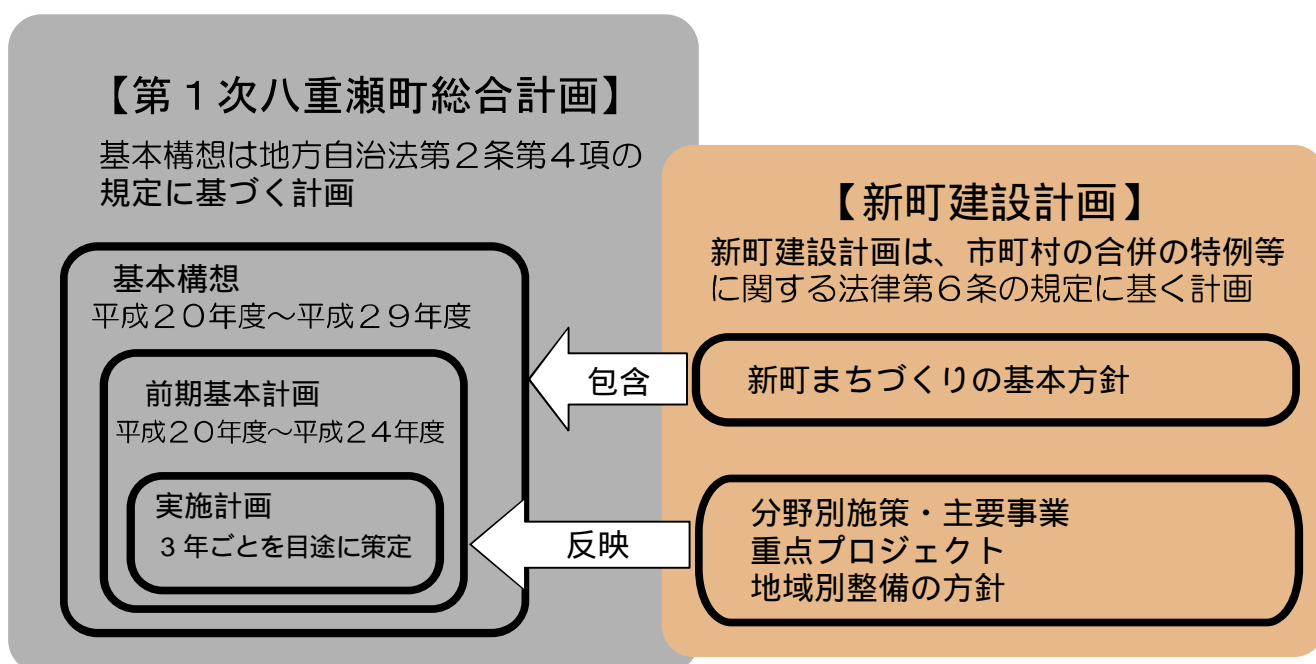 【第１次八重瀬町総合計画】
基本構想は地方自治法第２条第４項の
規定に基づく計画
基本構想
平成２０年度～平成２９年度
前期基本計画
平成２０年度～平成２４年度
実施計画
３年ごとを目途に策定
【新町建設計画】
新町建設計画は、市町村の合併の特例等
に関する法律第６条の規定に基く計画
包含
新町まちづくりの基本方針
反映
分野別施策・主要事業
重点プロジェクト
地域別整備の方針